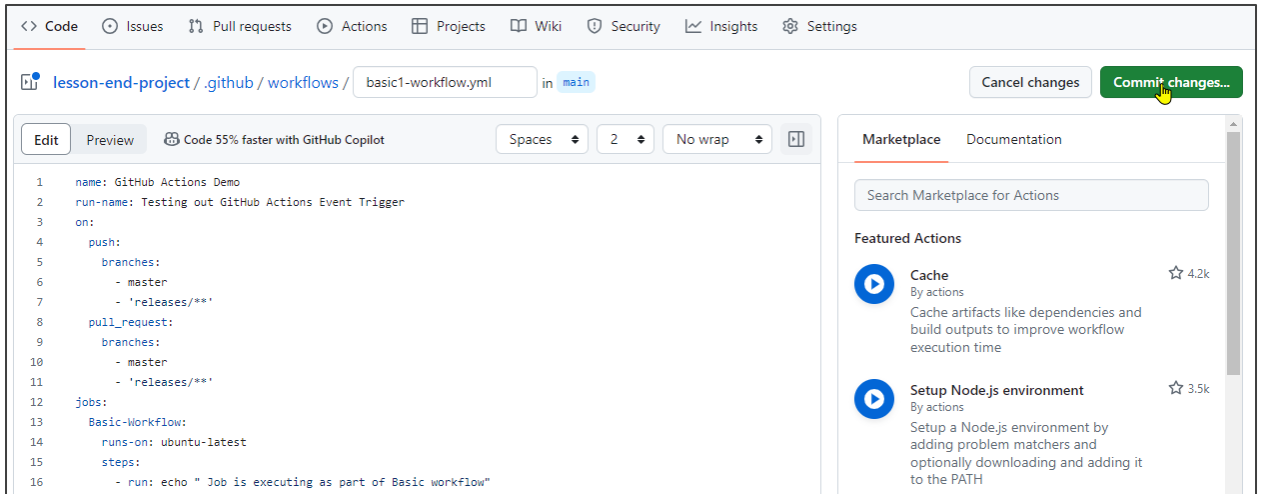 <> Code Issues Pull requests Actions Projects Wiki Security Insights Settings
lesson-end-project / .github / workflows / basic1-workflow.yml in main Cancel changes Commit changes...
Edit Preview Code 55% faster with GitHub Copilot Spaces 2 No wrap
1 name: GitHub Actions Demo
2 run-name: Testing out GitHub Actions Event Trigger
3 on:
4 push:
5 branches:
6 - master
7 - 'releases/**'
8 pull_request:
9 branches:
10 - master
11 - 'releases/**'
12 jobs:
13 Basic-Workflow:
14 runs-on: ubuntu-latest
15 steps:
16 - run: echo " Job is executing as part of Basic workflow"
Marketplace Documentation
Search Marketplace for Actions
Featured Actions
Cache 4.2k
By actions
Cache artifacts like dependencies and
build outputs to improve workflow
execution time
Setup Node.js environment 3.5k
By actions
Setup a Node.js environment by
adding problem matchers and
optionally downloading and adding it
to the PATH